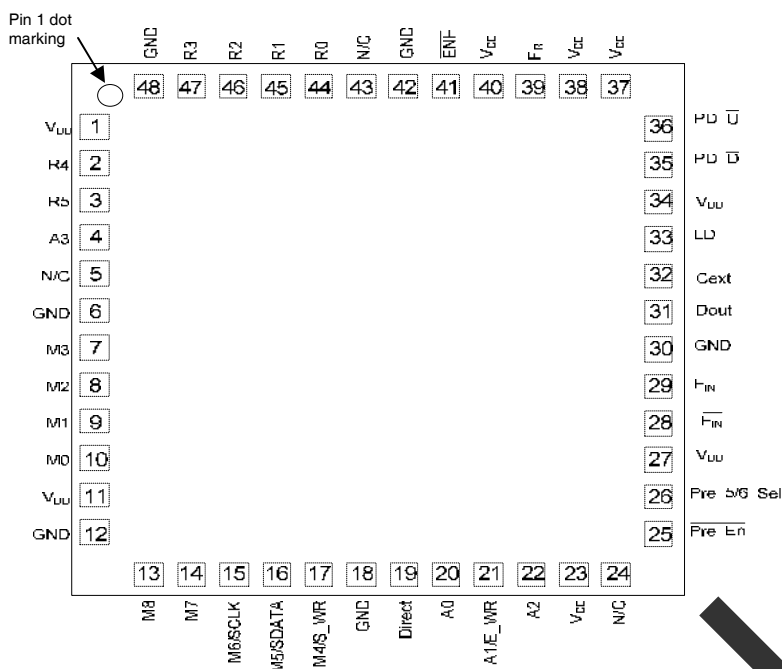 Pin 1 dot
marking
GND R3 R2 R1 R0 N/C GND ENH VDD FR VDD VDD
48 47 46 45 44 43 42 41 40 39 38 37
VDD 1
R4 2
R5 3
A3 4
N/C 5
GND 6
M3 7
M2 8
M1 9
M0 10
VDD 11
GND 12
36 PD U
35 PD D
34 VDD
33 LD
32 Cext
31 Dout
30 GND
29 FIN
28 FIN
27 VDD
26 Pre 5/6 Sel
25 Pre En
13 14 15 16 17 18 19 20 21 22 23 24
M8 M7 M6/SCLK M5/SDATA M4/S_WR GND Direct A0 A1/E_WR A2 VDD N/C